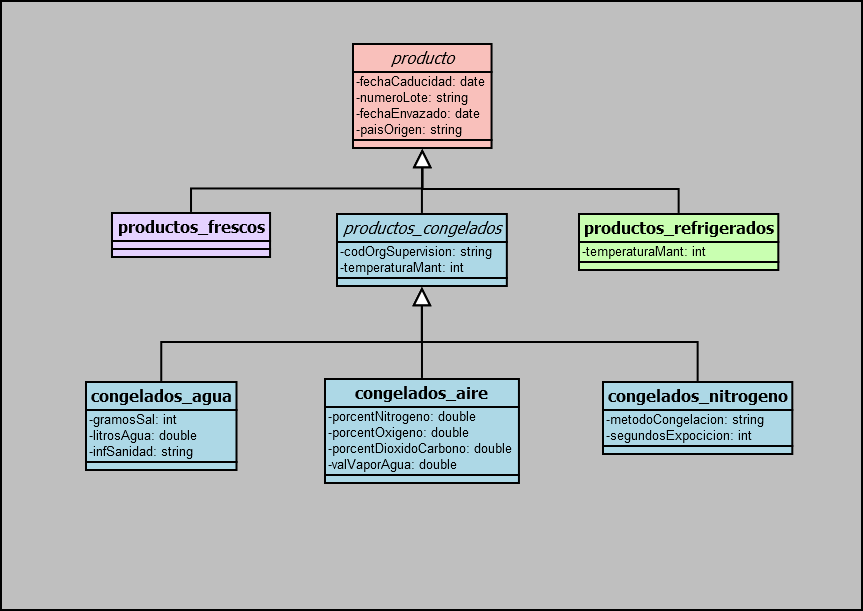 producto
-fechaCaducidad: date
-numeroLote: string
-fechaEnvazado: date
-paisOrigen: string
productos_frescos
productos_congelados
-codOrgSupervision: string
-temperaturaMant: int
productos_refrigerados
-temperaturaMant: int
congelados_agua
-gramosSal: int
-litrosAgua: double
-infSanidad: string
congelados_aire
-porcentNitrogeno: double
-porcentOxigeno: double
-porcentDioxidoCarbono: double
-valVaporAgua: double
congelados_nitrogeno
-metodoCongelacion: string
-segundosExpocicion: int